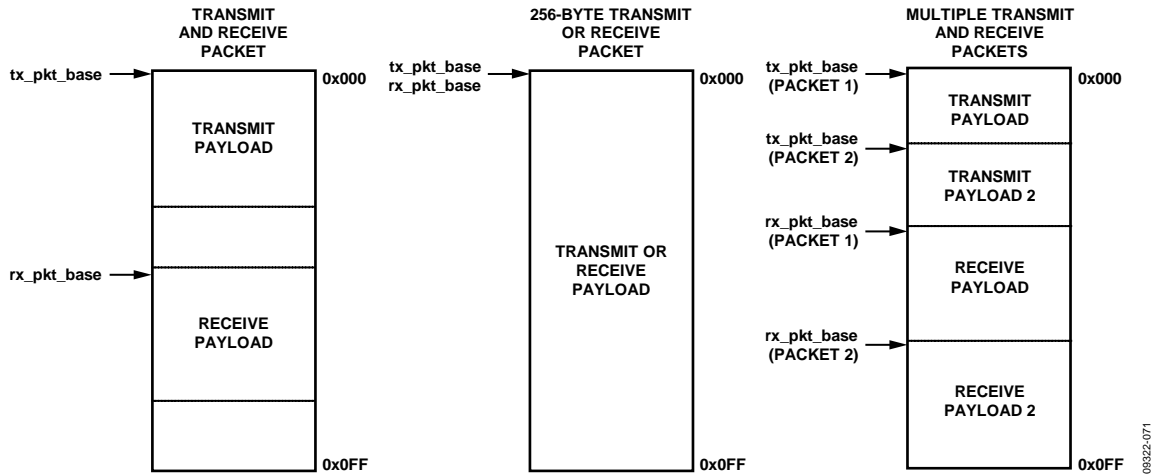 TRANSMIT
AND RECEIVE
PACKET
tx_pkt_base
0x000
TRANSMIT
PAYLOAD
rx_pkt_base
RECEIVE
PAYLOAD
0x0FF
256-BYTE TRANSMIT
OR RECEIVE
PACKET
tx_pkt_base
rx_pkt_base
0x000
TRANSMIT OR
RECEIVE
PAYLOAD
0x0FF
MULTIPLE TRANSMIT
AND RECEIVE
PACKETS
tx_pkt_base
(PACKET 1)
0x000
TRANSMIT
PAYLOAD
tx_pkt_base
(PACKET 2)
TRANSMIT
PAYLOAD 2
rx_pkt_base
(PACKET 1)
RECEIVE
PAYLOAD
rx_pkt_base
(PACKET 2)
RECEIVE
PAYLOAD 2
0x0FF
09322-071